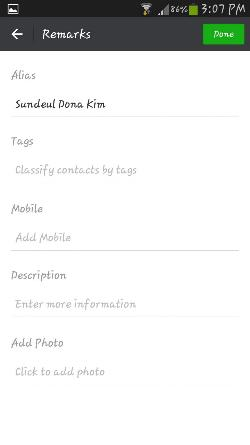 86% 3:07 PM
Remarks Done
Alias
Sundeul Dona Kim
Tags
Classify contacts by tags
Mobile
Add Mobile
Description
Enter more information
Add Photo
Click to add photo